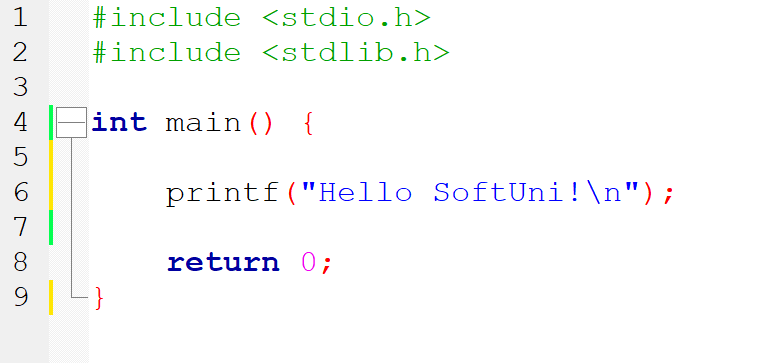 1 #include <stdio.h>
2 #include <stdlib.h>
3
4 int main() {
5
6 printf("Hello SoftUni!\n");
7
8 return 0;
9 }